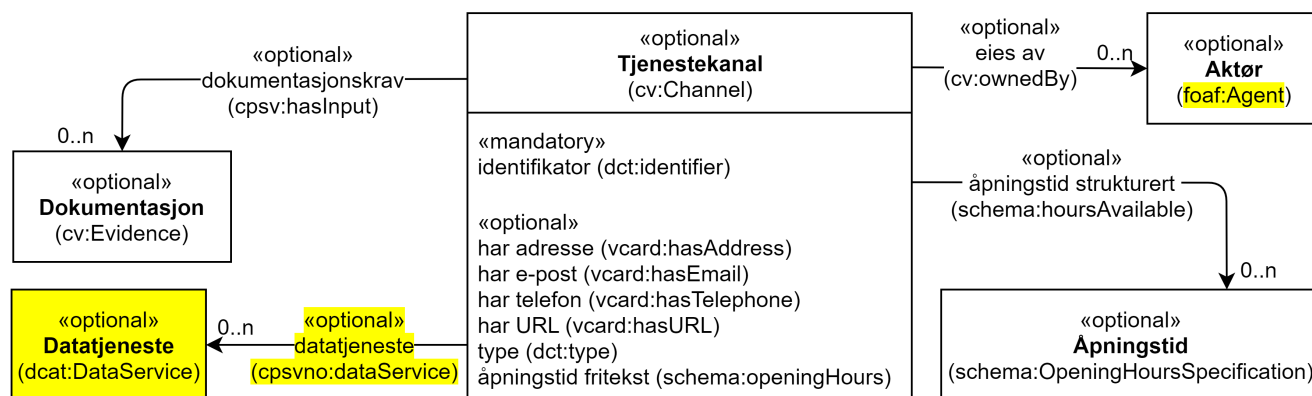 «optional»
dokumentasjonskrav
(cpsv:hasInput)
0..n
«optional»
Dokumentasjon
(cv:Evidence)
«optional»
Datatjeneste
(dcat:DataService)
0..n
«optional»
datatjeneste
(cpsvno:dataService)
«optional»
Tjenestekanal
(cv:Channel)
«mandatory»
identifikator (dct:identifier)
«optional»
har adresse (vcard:hasAddress)
har e-post (vcard:hasEmail)
har telefon (vcard:hasTelephone)
har URL (vcard:hasURL)
type (dct:type)
åpningstid fritekst (schema:openingHours)
«optional»
eies av
(cv:ownedBy)
0..n
«optional»
Aktør
(foaf:Agent)
«optional»
åpningstid strukturert
(schema:hoursAvailable)
0..n
«optional»
Åpningstid
(schema:OpeningHoursSpecification)